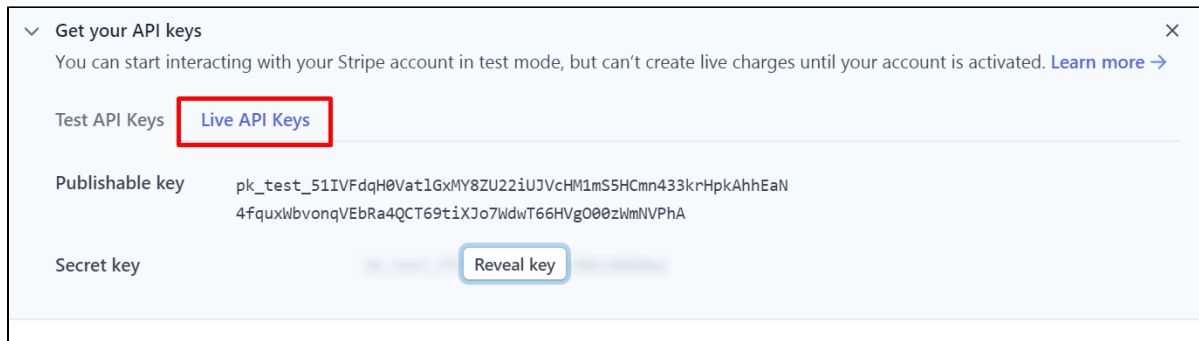 Get your API keys
You can start interacting with your Stripe account in test mode, but can't create live charges until your account is activated. Learn more →
Test API Keys Live API Keys
Publishable key pk_test_51IVFdqH0VatlGxMY8ZU22iUJVcHM1mS5HCmn433krHpkAhhEaN
4fquxWbvonqVEbRa4QCT69tiXJo7WdwT66HVgO00zWmNVPhA
Secret key Reveal key